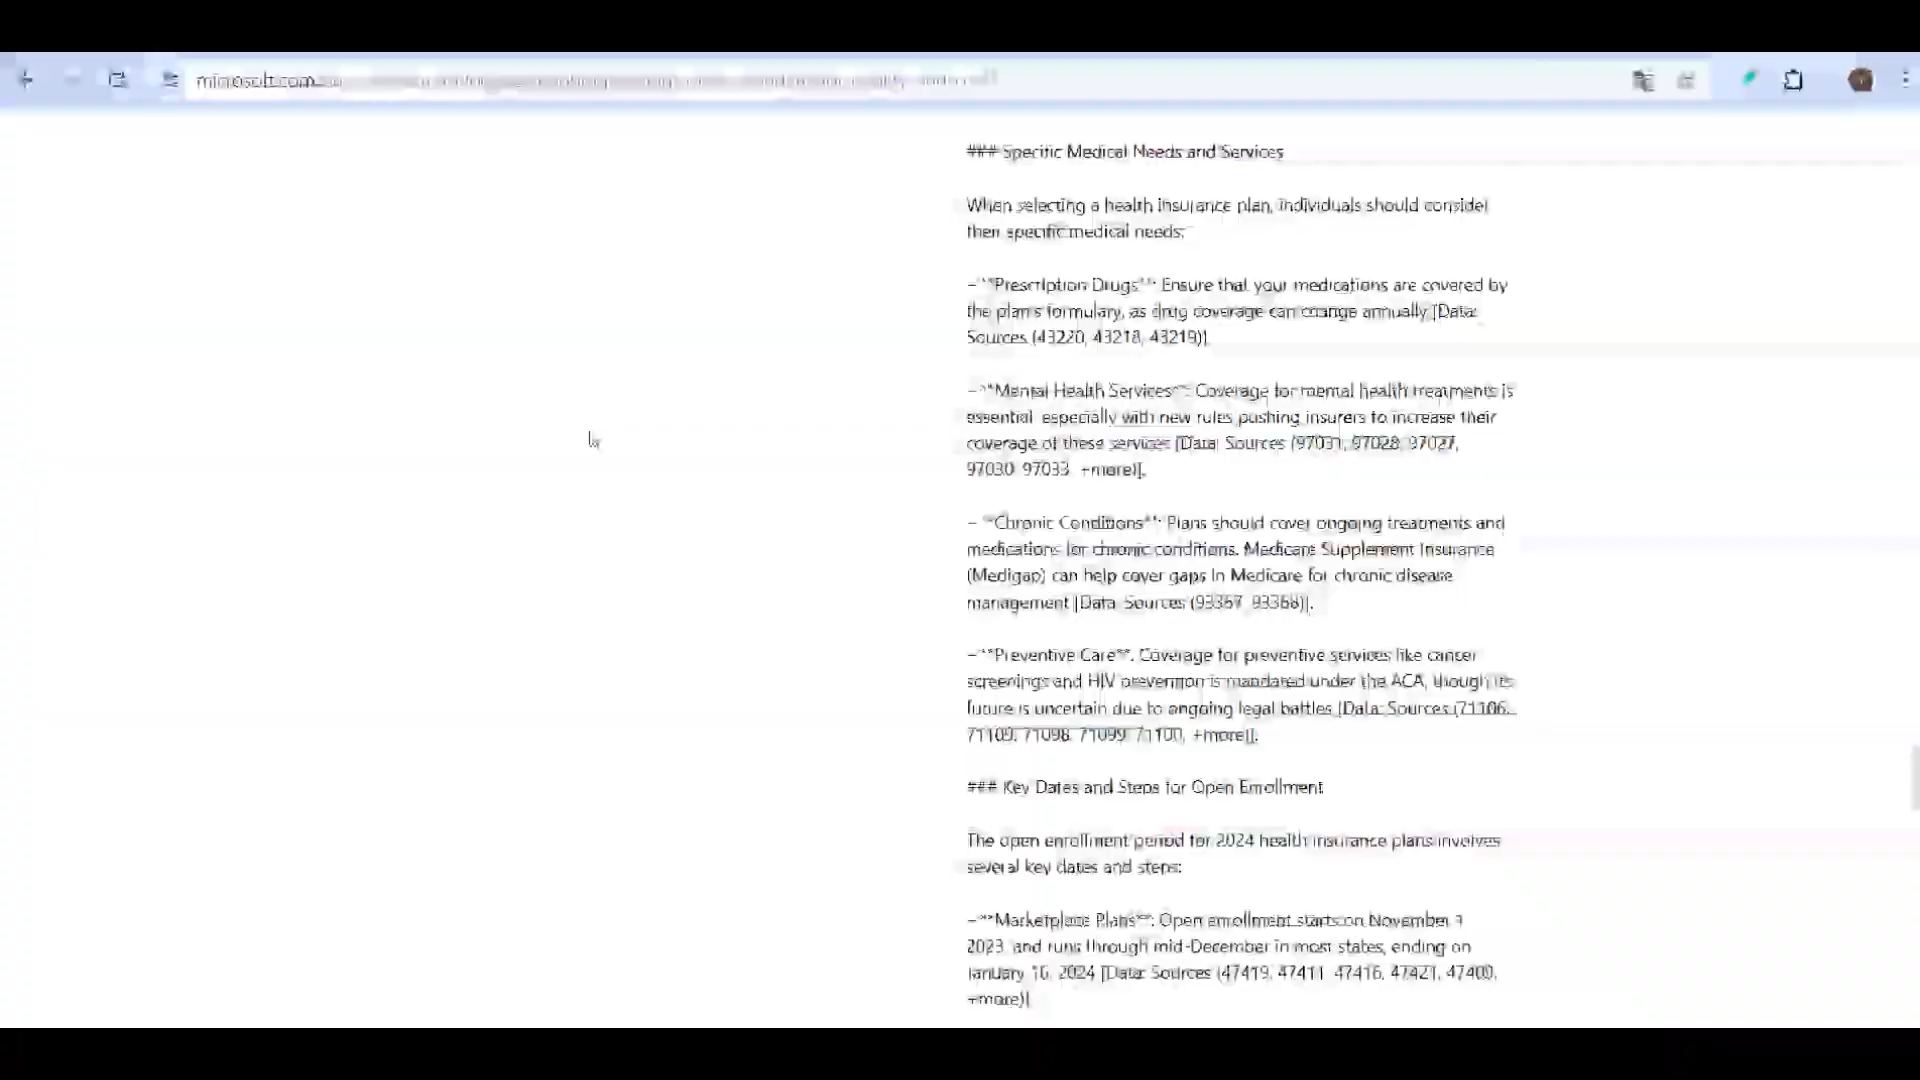 microsoft.com
### Specific Medical Needs and Services
When selecting a health insurance plan, individuals should consider
their specific medical needs:
- **Prescription Drugs**: Ensure that your medications are covered by
the plan's formulary, as drug coverage can change annually [Data:
Sources (43220, 43218, 43219)].
- **Mental Health Services**: Coverage for mental health treatments is
essential, especially with new rules pushing insurers to increase their
coverage of these services [Data: Sources (97031, 97028, 97027,
97030, 97033, +more)].
- **Chronic Conditions**: Plans should cover ongoing treatments and
medications for chronic conditions. Medicare Supplement Insurance
(Medigap) can help cover gaps in Medicare for chronic disease
management [Data: Sources (93367, 93368)].
- **Preventive Care**: Coverage for preventive services like cancer
screenings and HIV prevention is mandated under the ACA, though its
future is uncertain due to ongoing legal battles [Data: Sources (71106,
71109, 71098, 71099, 71100, +more)].
### Key Dates and Steps for Open Enrollment
The open enrollment period for 2024 health insurance plans involves
several key dates and steps:
- **Marketplace Plans**: Open enrollment starts on November 1,
2023, and runs through mid-December in most states, ending on
January 16, 2024 [Data: Sources (47419, 47411, 47416, 47421, 47400,
+more)]